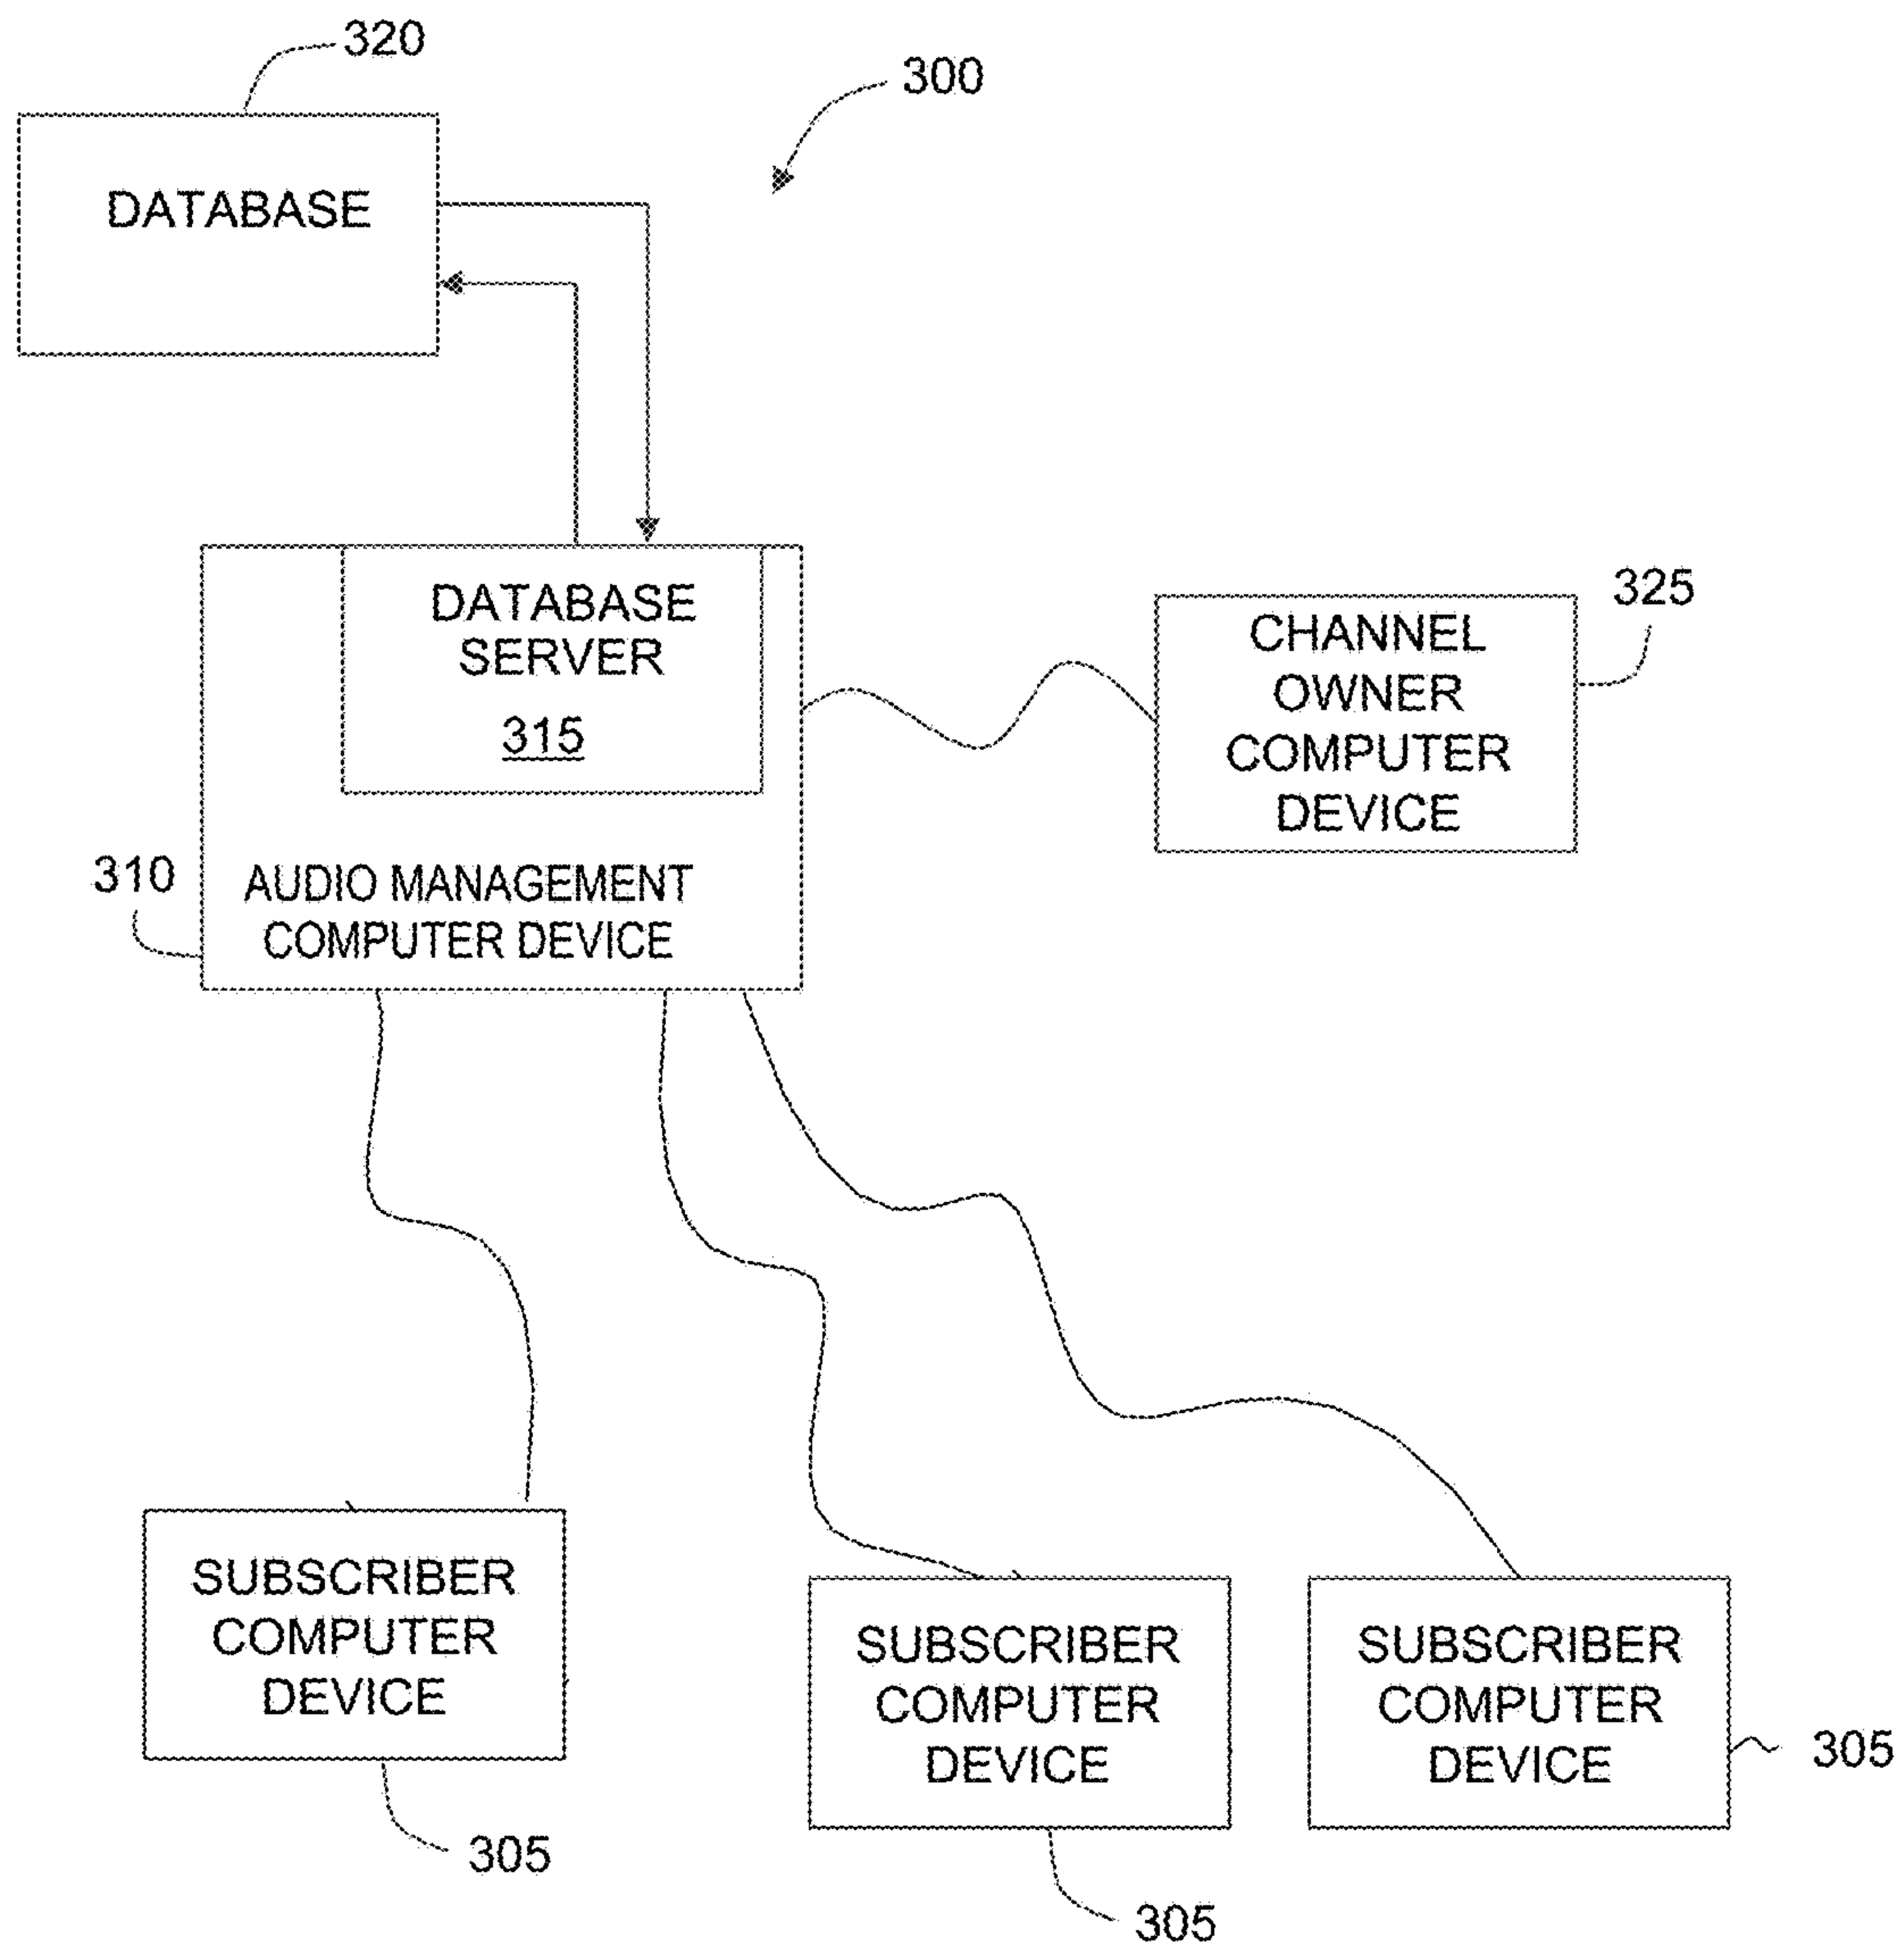 320
300
DATABASE
DATABASE
SERVER
315
325
CHANNEL
OWNER
COMPUTER
DEVICE
310
AUDIO MANAGEMENT
COMPUTER DEVICE
SUBSCRIBER
COMPUTER
DEVICE
305
SUBSCRIBER
COMPUTER
DEVICE
305
SUBSCRIBER
COMPUTER
DEVICE
305